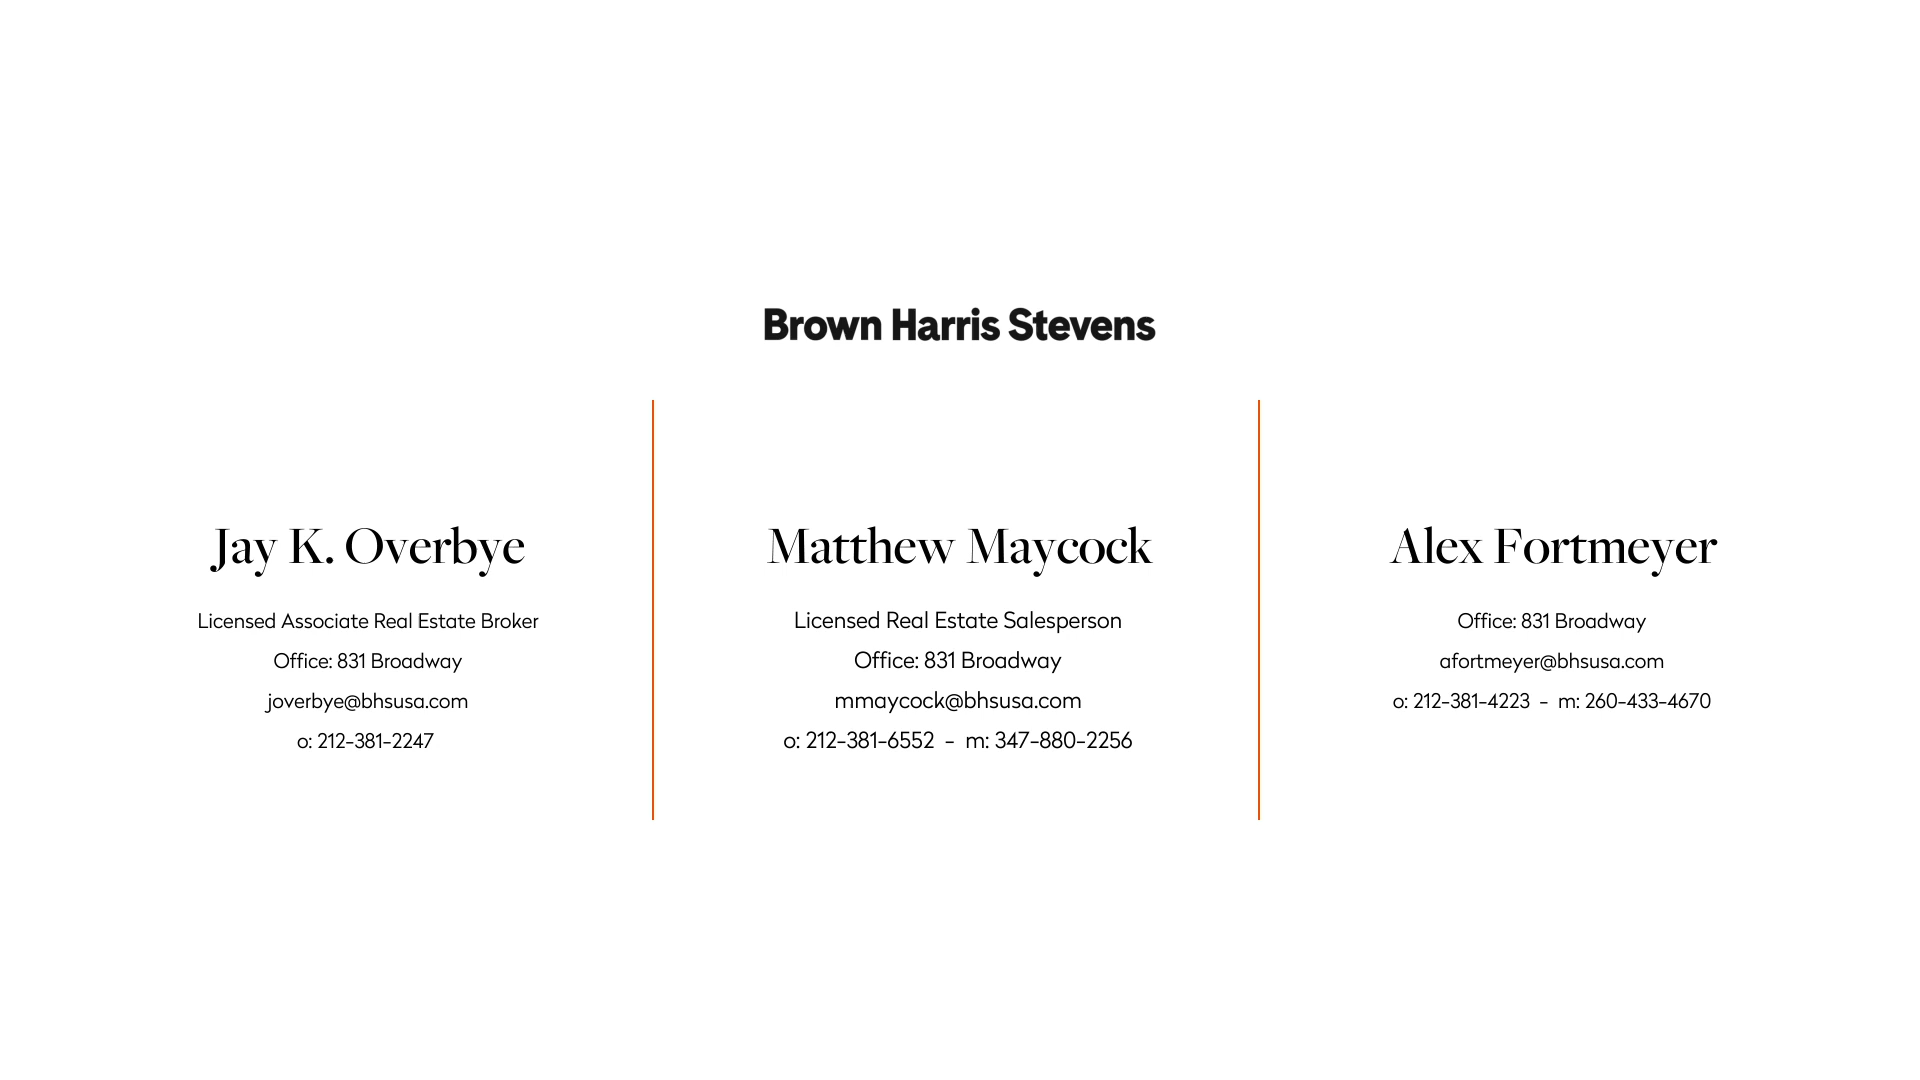 Brown Harris Stevens
Jay K. Overbye
Licensed Associate Real Estate Broker
Office: 831 Broadway
joverbye@bhsusa.com
o: 212-381-2247
Matthew Maycock
Licensed Real Estate Salesperson
Office: 831 Broadway
mmaycock@bhsusa.com
o: 212-381-6552 - m: 347-880-2256
Alex Fortmeyer
Office: 831 Broadway
afortmeyer@bhsusa.com
o: 212-381-4223 - m: 260-433-4670